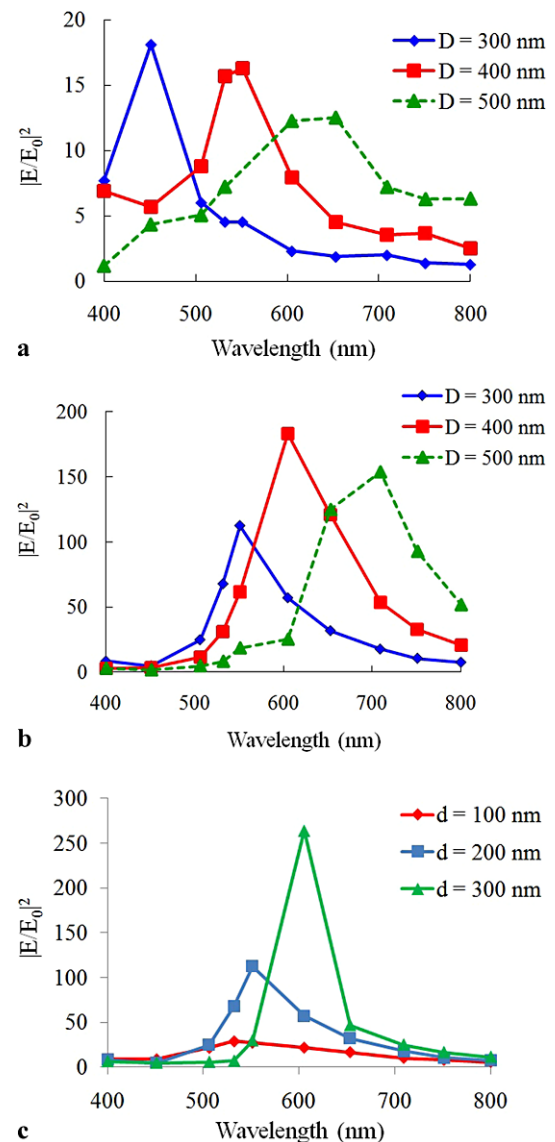 20
15
10
5
0
|E/E₀|²
D = 300 nm
D = 400 nm
D = 500 nm
400 500 600 700 800
Wavelength (nm)
a
200
150
100
50
0
|E/E₀|²
D = 300 nm
D = 400 nm
D = 500 nm
400 500 600 700 800
Wavelength (nm)
b
300
250
200
150
100
50
0
|E/E₀|²
d = 100 nm
d = 200 nm
d = 300 nm
400 500 600 700 800
Wavelength (nm)
c